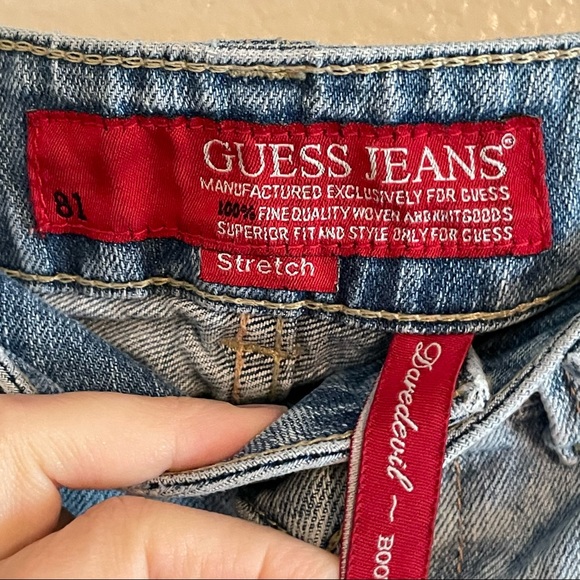 GUESS JEANS®
MANUFACTURED EXCLUSIVELY FOR GUESS
81
100% FINE QUALITY WOVEN AND KNIT GOODS
SUPERIOR FIT AND STYLE ONLY FOR GUESS
Stretch
Daredevil ~ BOO